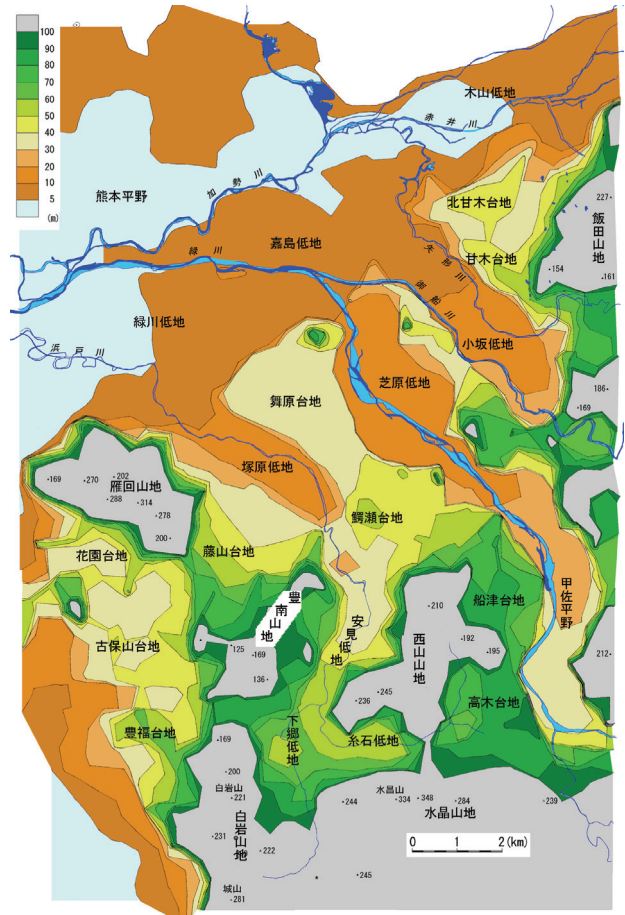 100
90
80
70
60
50
40
30
20
10
5
(m)
木山低地
赤井川
熊本平野
加勢川
北甘木台地
227
飯田山地
嘉島低地
緑川
甘木台地
矢形川
154
161
御船川
緑川低地
小坂低地
浜戸川
芝原低地
186
舞原台地
169
塚原低地
169
270
202
雁回山地
288
314
278
200
鰐瀬台地
花園台地
藤山台地
甲佐平野
船津台地
豊南山地
安見低地
210
西山山地
192
195
212
古保山台地
125
169
136
245
236
高木台地
豊福台地
下郷低地
糸石低地
169
200
白岩山
221
水晶山
244
334
348
284
239
水晶山地
231
白岩山地
222
0 1 2 (km)
245
城山
281